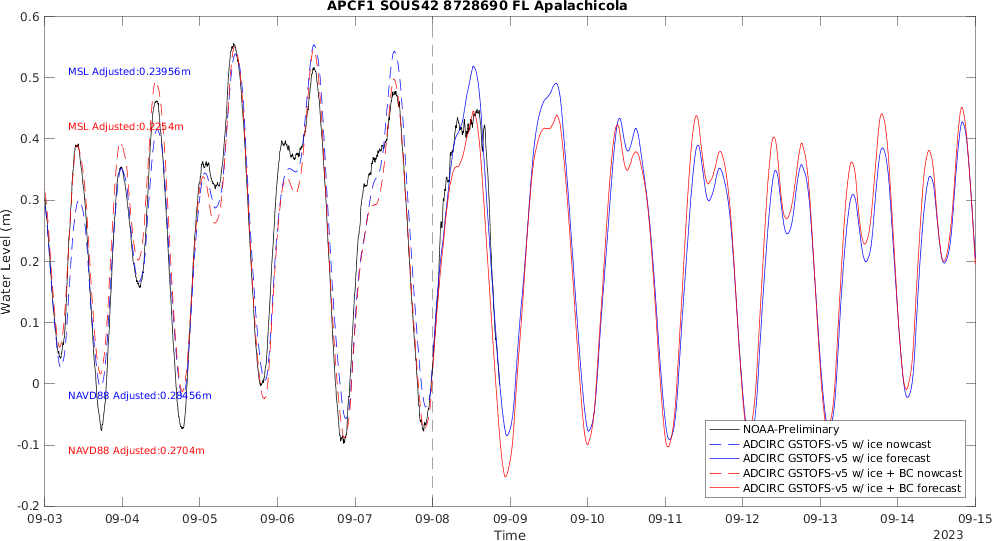 APCF1 SOUS42 8728690 FL Apalachicola
0.6
0.5
0.4
0.3
0.2
0.1
0
-0.1
-0.2
Water Level (m)
MSL Adjusted:0.23956m
MSL Adjusted:0.2254m
NAVD88 Adjusted:0.28456m
NAVD88 Adjusted:0.2704m
NOAA-Preliminary
ADCIRC GSTOFS-v5 w/ ice nowcast
ADCIRC GSTOFS-v5 w/ ice forecast
ADCIRC GSTOFS-v5 w/ ice + BC nowcast
ADCIRC GSTOFS-v5 w/ ice + BC forecast
09-03 09-04 09-05 09-06 09-07 09-08 09-09 09-10 09-11 09-12 09-13 09-14 09-15
Time
2023